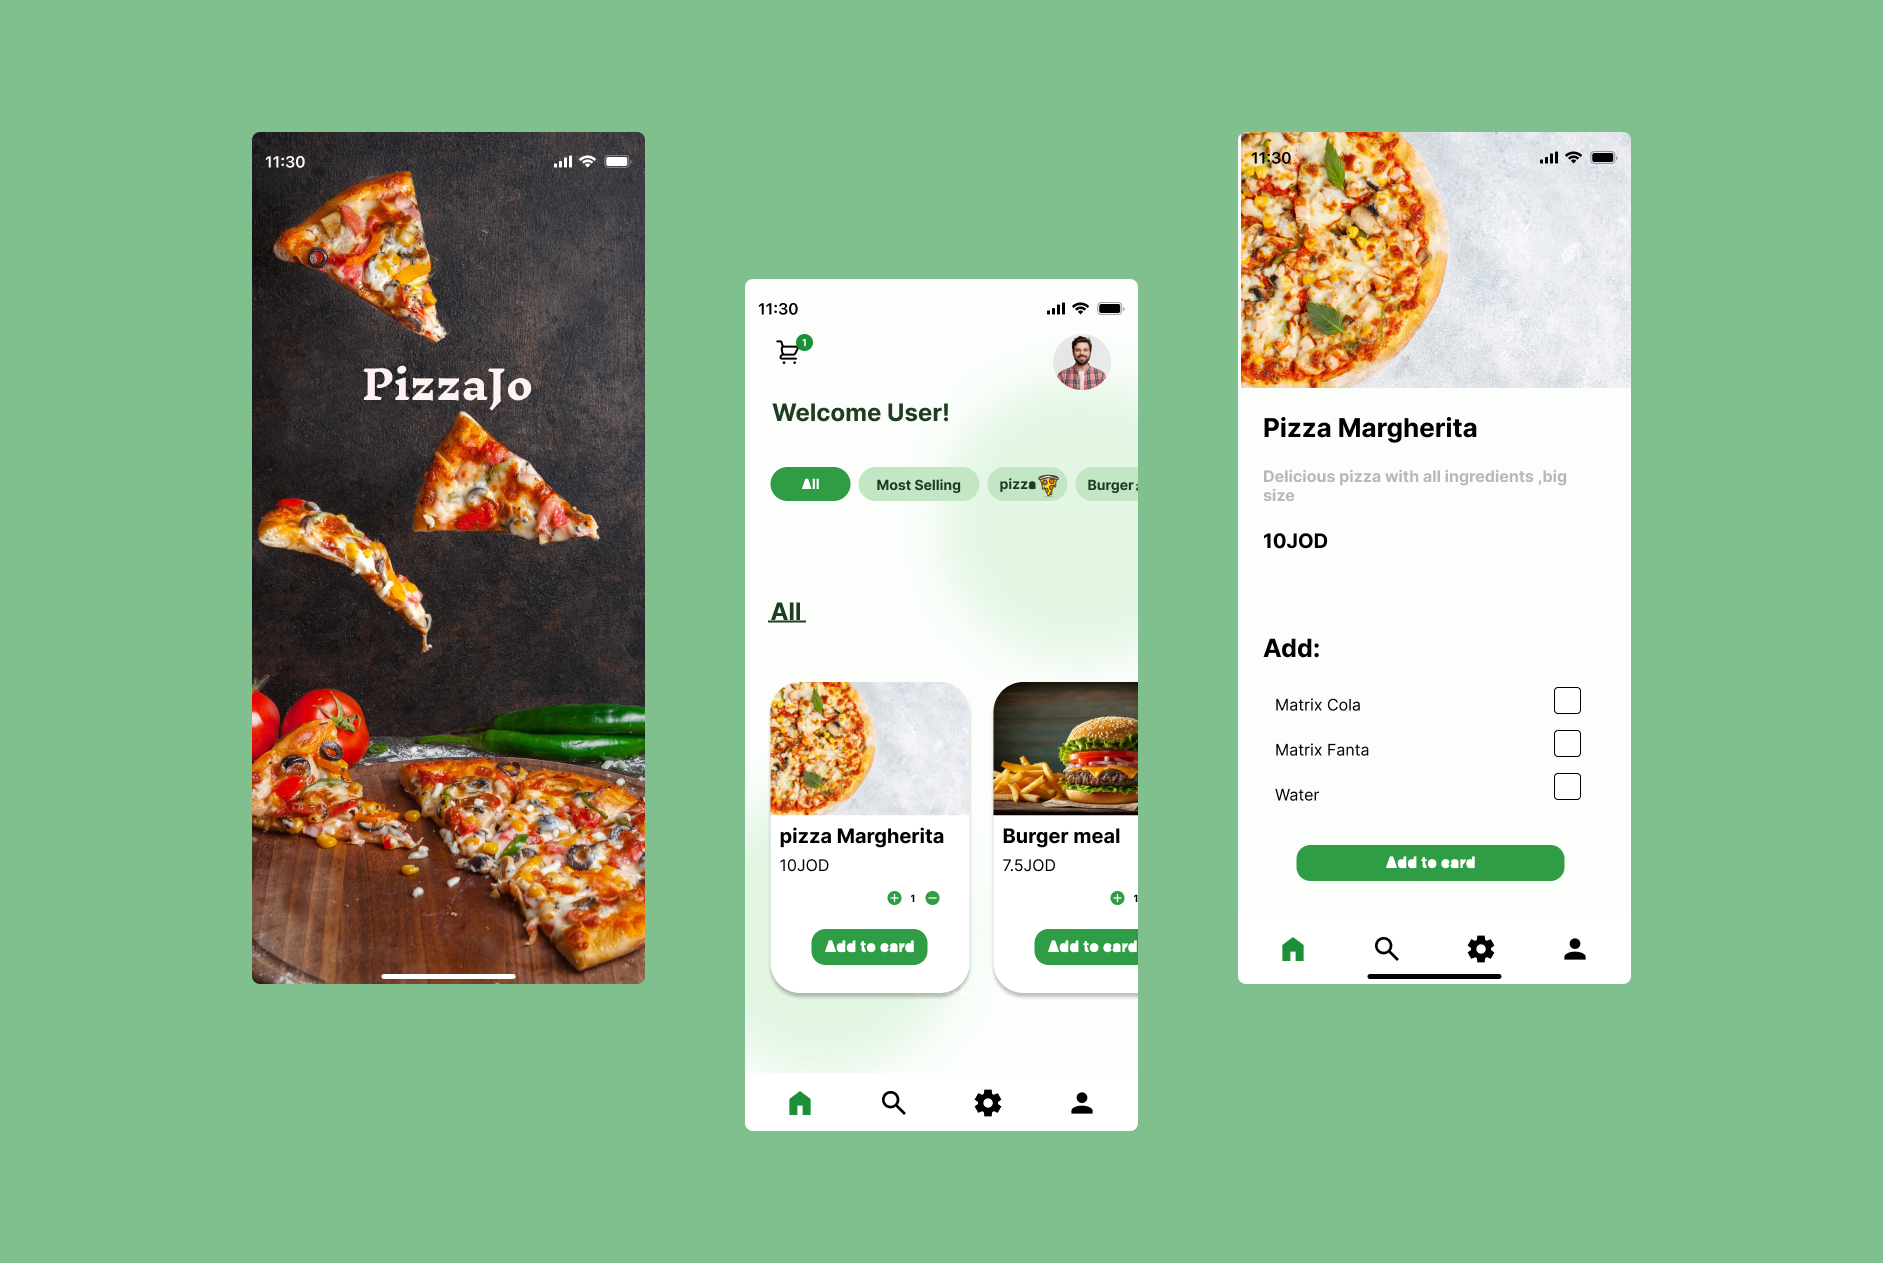 11:30
PizzaJo
11:30
1
Welcome User!
All
Most Selling
pizza
Burger
All
pizza Margherita
10JOD
1
Add to card
Burger meal
7.5JOD
1
Add to card
11:30
Pizza Margherita
Delicious pizza with all ingredients ,big
size
10JOD
Add:
Matrix Cola
Matrix Fanta
Water
Add to card